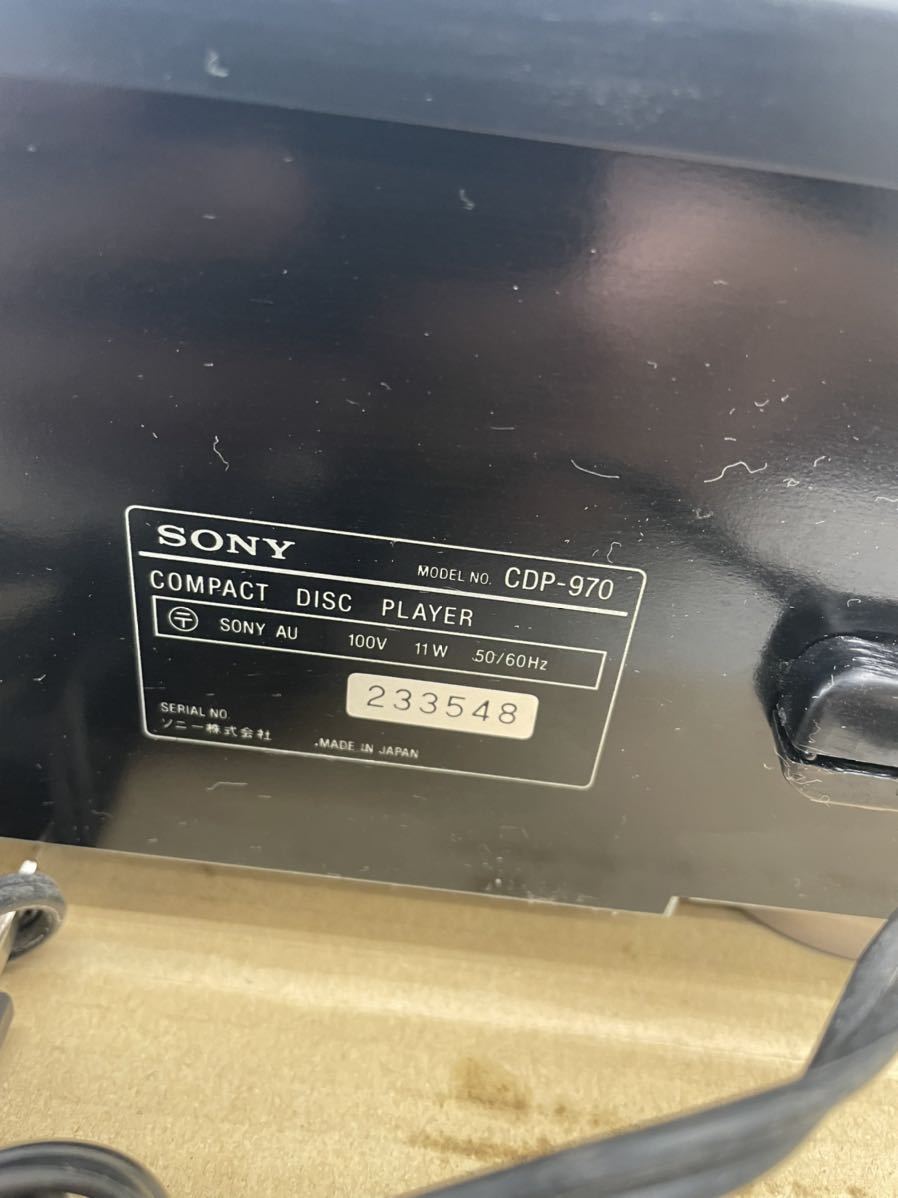 SONY
MODEL NO. CDP-970
COMPACT DISC PLAYER
〒 SONY AU 100V 11W 50/60Hz
233548
SERIAL NO.
ソニー株式会社 MADE IN JAPAN